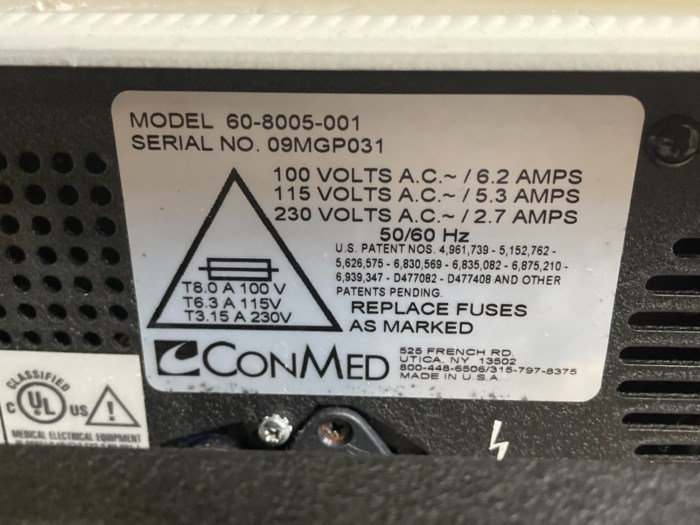 MODEL 60-8005-001
SERIAL NO. 09MGP031
100 VOLTS A.C.~ / 6.2 AMPS
115 VOLTS A.C.~ / 5.3 AMPS
230 VOLTS A.C.~ / 2.7 AMPS
50/60 Hz
U.S. PATENT NOS. 4,961,739 - 5,152,762 -
5,626,575 - 6,830,569 - 6,835,082 - 6,875,210 -
6,939,347 - D477082 - D477408 AND OTHER
PATENTS PENDING.
T8.0 A 100 V
T6.3 A 115V
T3.15 A 230V
REPLACE FUSES
AS MARKED
CONMED
525 FRENCH RD.
UTICA, NY 13502
800-448-6506/315-797-8375
MADE IN U.S.A.
CLASSIFIED
C UL US
MEDICAL ELECTRICAL EQUIPMENT